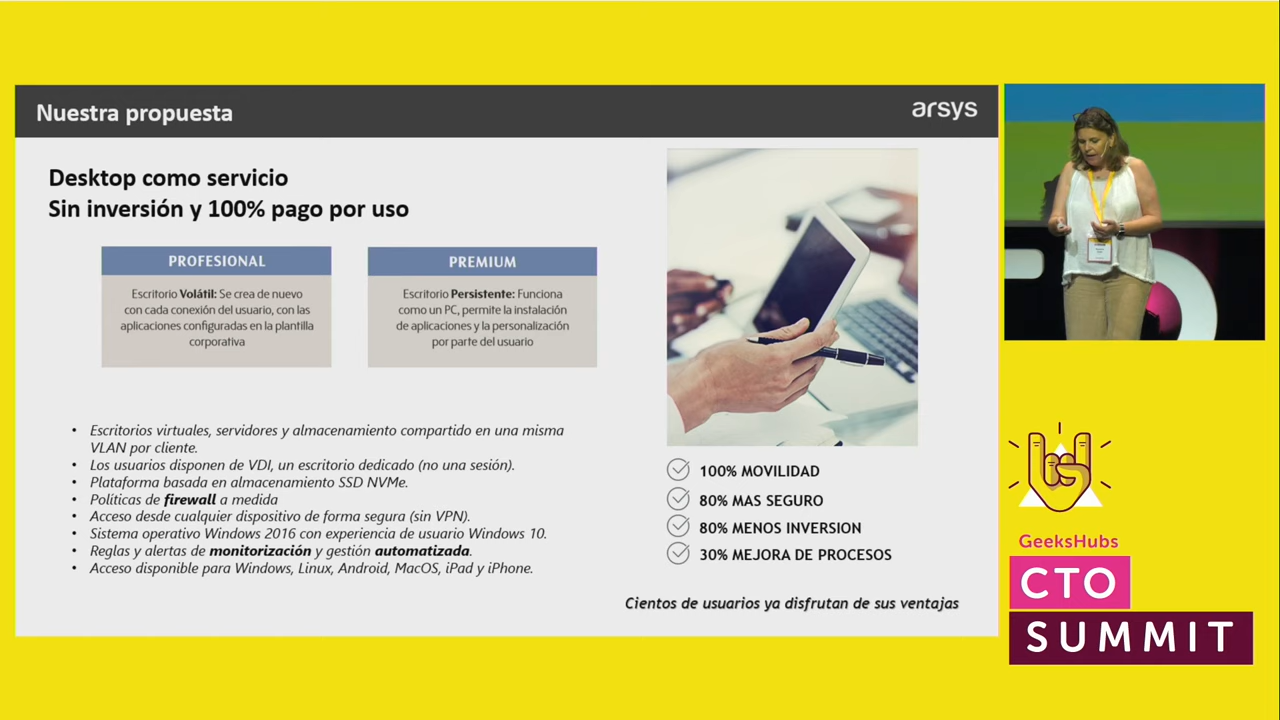 Nuestra propuesta
arsys
Desktop como servicio
Sin inversión y 100% pago por uso
PROFESIONAL
Escritorio Volátil: Se crea de nuevo
con cada conexión del usuario, con las
aplicaciones configuradas en la plantilla
corporativa
PREMIUM
Escritorio Persistente: Funciona
como un PC, permite la instalación
de aplicaciones y la personalización
por parte del usuario
• Escritorios virtuales, servidores y almacenamiento compartido en una misma
VLAN por cliente.
• Los usuarios disponen de VDI, un escritorio dedicado (no una sesión).
• Plataforma basada en almacenamiento SSD NVMe.
• Políticas de firewall a medida
• Acceso desde cualquier dispositivo de forma segura (sin VPN).
• Sistema operativo Windows 2016 con experiencia de usuario Windows 10.
• Reglas y alertas de monitorización y gestión automatizada.
• Acceso disponible para Windows, Linux, Android, MacOS, iPad y iPhone.
100% MOVILIDAD
80% MAS SEGURO
80% MENOS INVERSION
30% MEJORA DE PROCESOS
Cientos de usuarios ya disfrutan de sus ventajas
GeeksHubs
CTO
SUMMIT